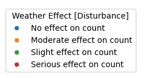 Weather Effect [Disturbance]
No effect on count
Moderate effect on count
Slight effect on count
Serious effect on count